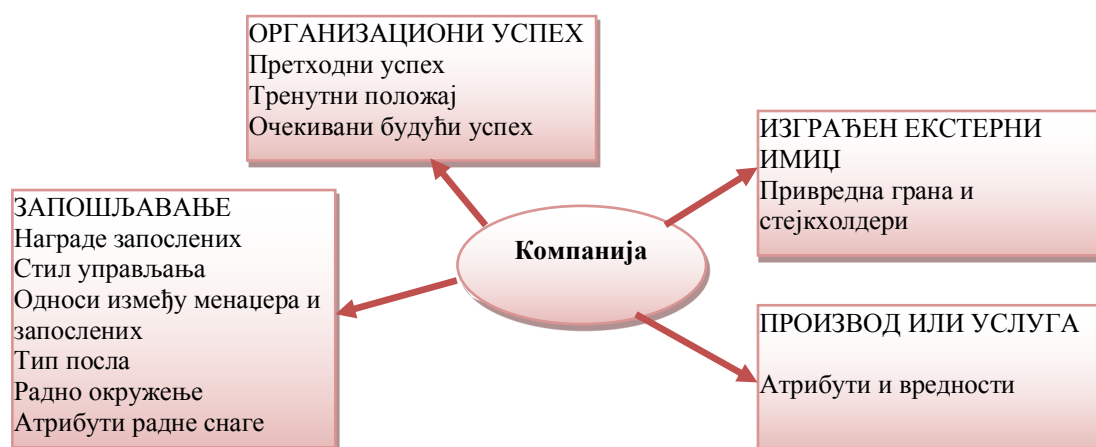 ОРГАНИЗАЦИОНИ УСПЕХ
Претходни успех
Тренутни положај
Очекивани будући успех
ИЗГРАЂЕН ЕКСТЕРНИ
ИМИЏ
Привредна грана и
стејкхолдери
ЗАПОШЉАВАЊЕ
Награде запослених
Стил управљања
Односи између менаџера и
запослених
Тип посла
Радно окружење
Атрибути радне снаге
Компанија
ПРОИЗВОД ИЛИ УСЛУГА
Атрибути и вредности